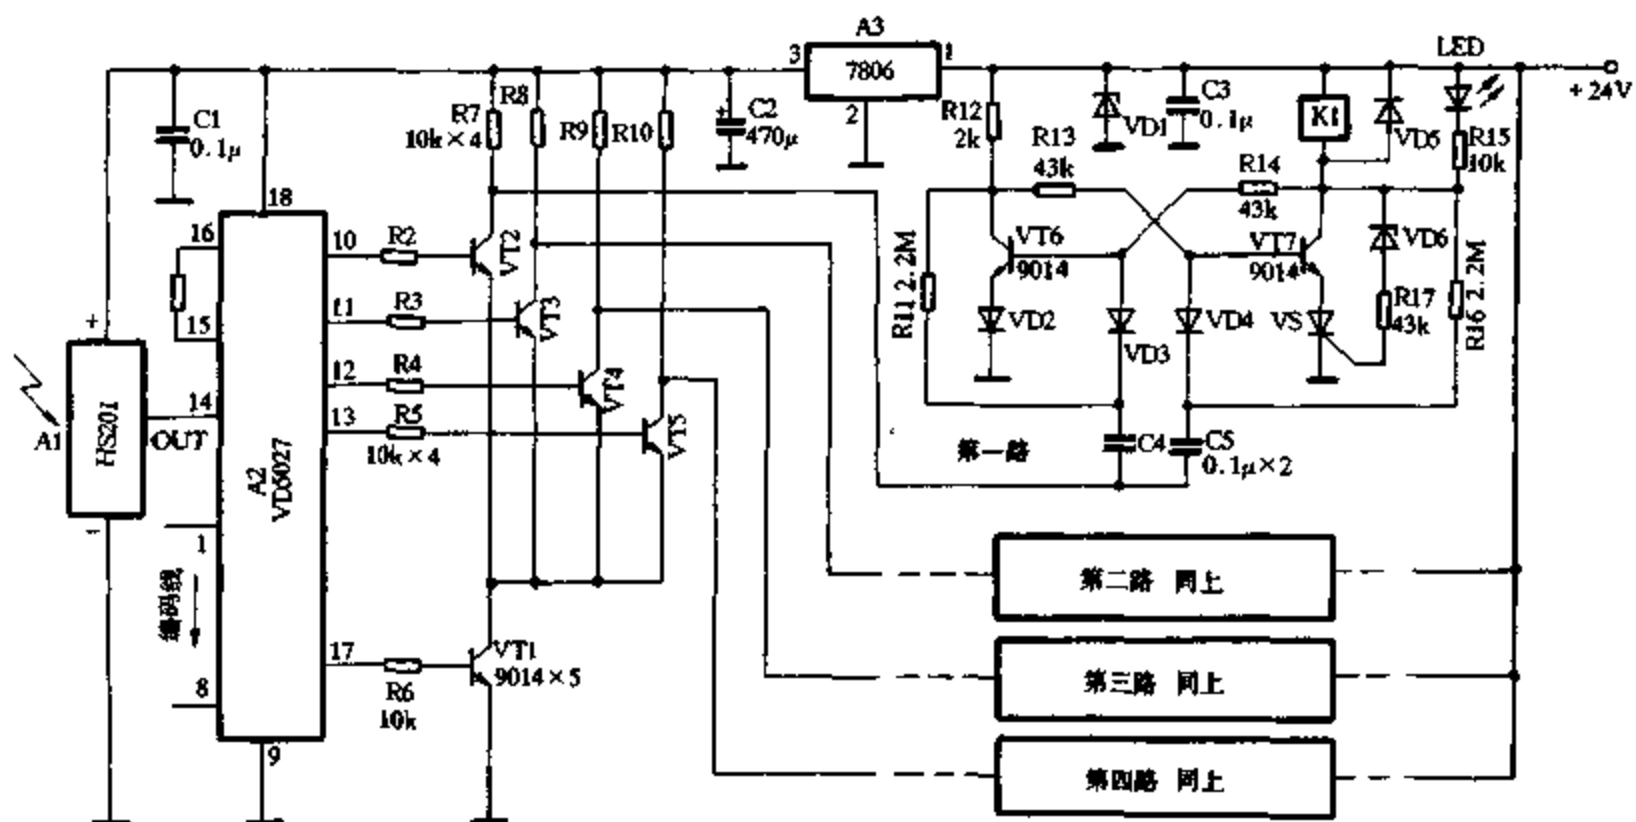 A3
LED
3
7806
1
+24V
R7
10k×4
R8
R9
R10
C1
0.1μ
+
C2
470μ
2
R12
2k
VD1
C3
0.1μ
K1
VD5
R15
10k
R13
43k
R14
43k
18
16
10
R2
VT2
VT6
9014
VT7
9014
VD6
R16 2.2M
R11 2.2M
11
R3
VT3
VD2
VD3
VD4
VS
R17
43k
+
15
12
R4
VT4
14
13
R5
10k×4
VT5
A1
HS201
OUT
A2
VD5027
第一路
C4
C5
0.1μ×2
−
1
编码线
第二路 同上
8
17
R6
10k
VT1
9014×5
第三路 同上
9
第四路 同上